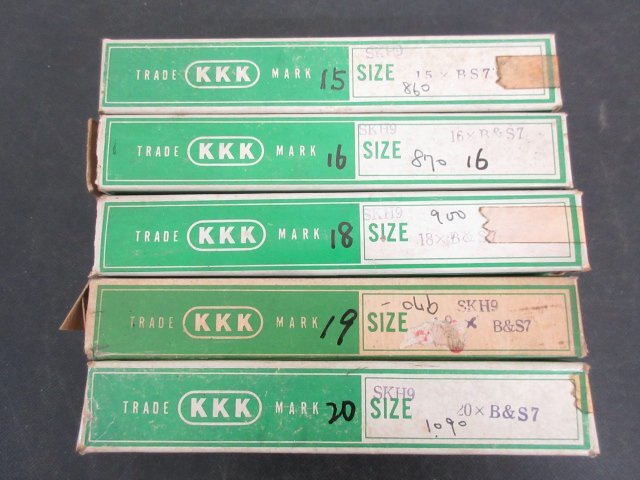 SKH9
TRADE KKK MARK 15 SIZE 15 × B S7
860
SKH9 16×B&S7
TRADE KKK MARK 16 SIZE 870 16
SKH9 900
TRADE KKK MARK 18 SIZE 18×B&S7
SKH9
TRADE KKK MARK 19 SIZE × B&S7
SKH9
TRADE KKK MARK 20 SIZE 20× B&S7
1090